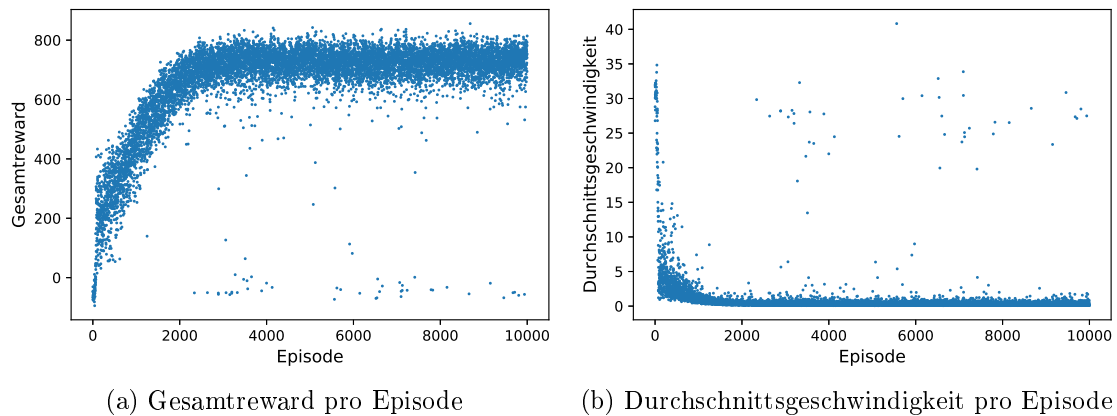 800
600
400
200
0
Gesamtreward
0 2000 4000 6000 8000 10000
Episode
(a) Gesamtreward pro Episode
40
35
30
25
20
15
10
5
0
Durchschnittsgeschwindigkeit
0 2000 4000 6000 8000 10000
Episode
(b) Durchschnittsgeschwindigkeit pro Episode